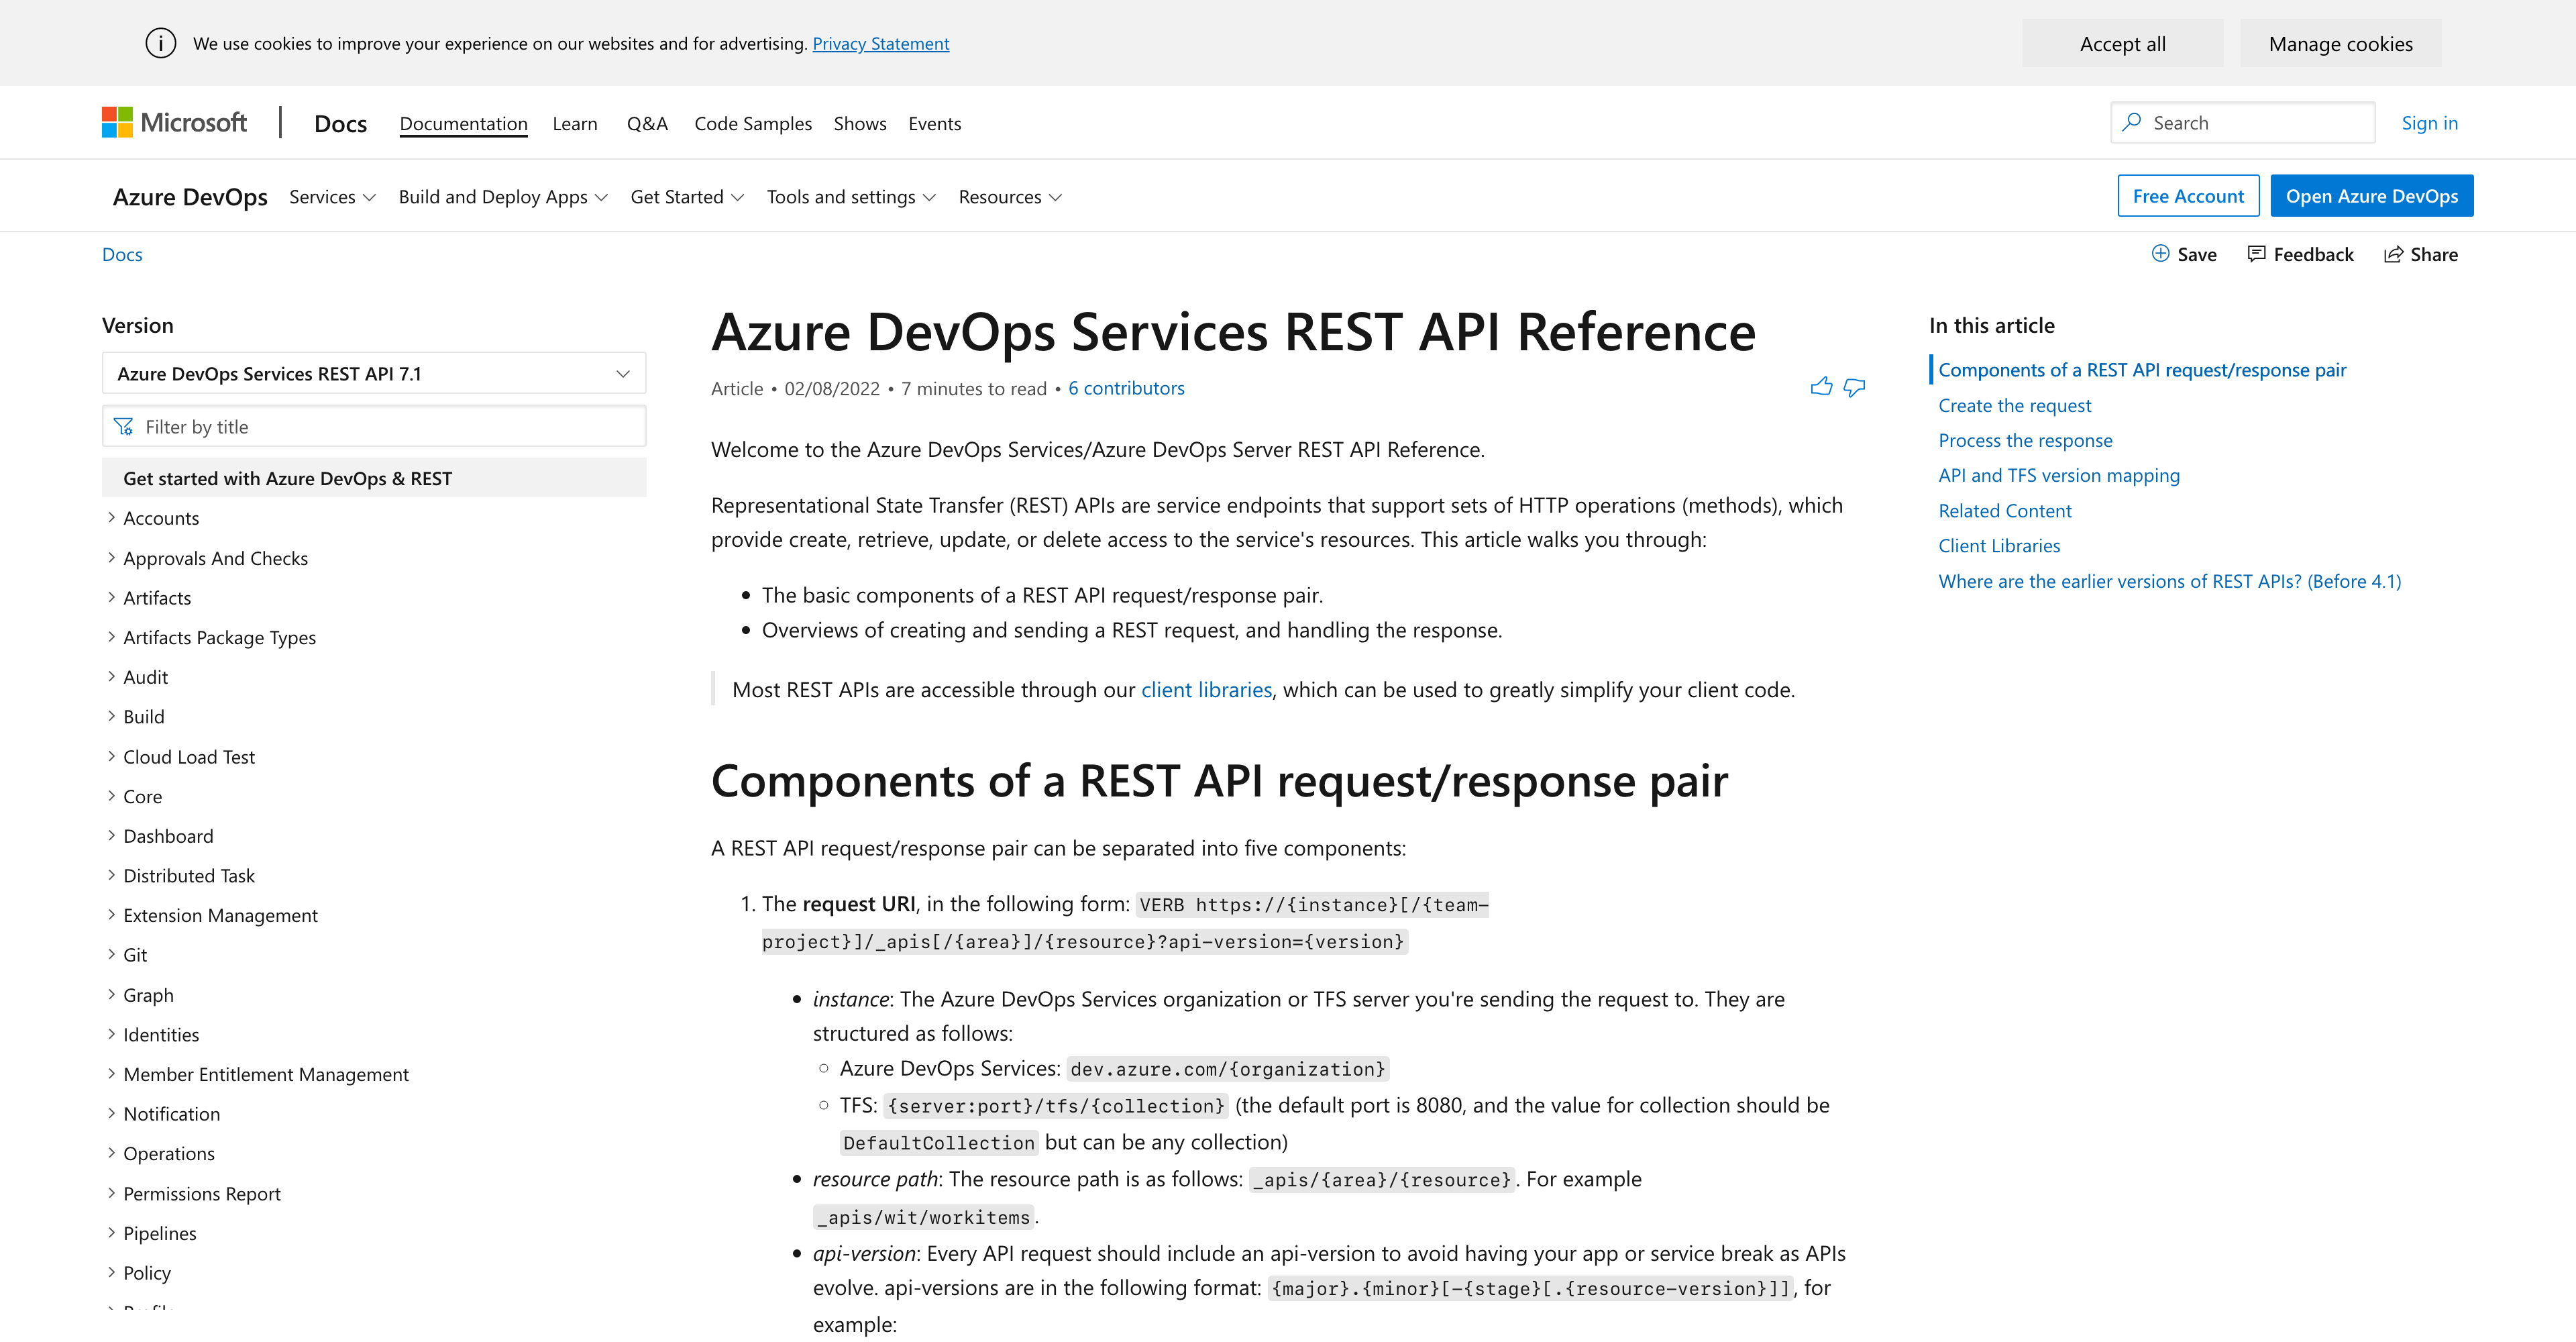 We use cookies to improve your experience on our websites and for advertising. Privacy Statement
Accept all
Manage cookies
Microsoft
Docs
Documentation
Learn
Q&A
Code Samples
Shows
Events
Search
Sign in
Azure DevOps
Services
Build and Deploy Apps
Get Started
Tools and settings
Resources
Free Account
Open Azure DevOps
Docs
Save
Feedback
Share
Version
Azure DevOps Services REST API 7.1
Filter by title
Get started with Azure DevOps & REST
Accounts
Approvals And Checks
Artifacts
Artifacts Package Types
Audit
Build
Cloud Load Test
Core
Dashboard
Distributed Task
Extension Management
Git
Graph
Identities
Member Entitlement Management
Notification
Operations
Permissions Report
Pipelines
Policy
Azure DevOps Services REST API Reference
Article • 02/08/2022 • 7 minutes to read • 6 contributors
Welcome to the Azure DevOps Services/Azure DevOps Server REST API Reference.
Representational State Transfer (REST) APIs are service endpoints that support sets of HTTP operations (methods), which
provide create, retrieve, update, or delete access to the service's resources. This article walks you through:
• The basic components of a REST API request/response pair.
• Overviews of creating and sending a REST request, and handling the response.
Most REST APIs are accessible through our client libraries, which can be used to greatly simplify your client code.
Components of a REST API request/response pair
A REST API request/response pair can be separated into five components:
1. The request URI, in the following form: VERB https://{instance}[/{team-
project}]/_apis[/{area}]/{resource}?api-version={version}
• instance: The Azure DevOps Services organization or TFS server you're sending the request to. They are
structured as follows:
○ Azure DevOps Services: dev.azure.com/{organization}
○ TFS: {server:port}/tfs/{collection} (the default port is 8080, and the value for collection should be
DefaultCollection but can be any collection)
• resource path: The resource path is as follows: _apis/{area}/{resource}. For example
_apis/wit/workitems.
• api-version: Every API request should include an api-version to avoid having your app or service break as APIs
evolve. api-versions are in the following format: {major}.{minor}[-{stage}[.{resource-version}]], for
example:
In this article
Components of a REST API request/response pair
Create the request
Process the response
API and TFS version mapping
Related Content
Client Libraries
Where are the earlier versions of REST APIs? (Before 4.1)